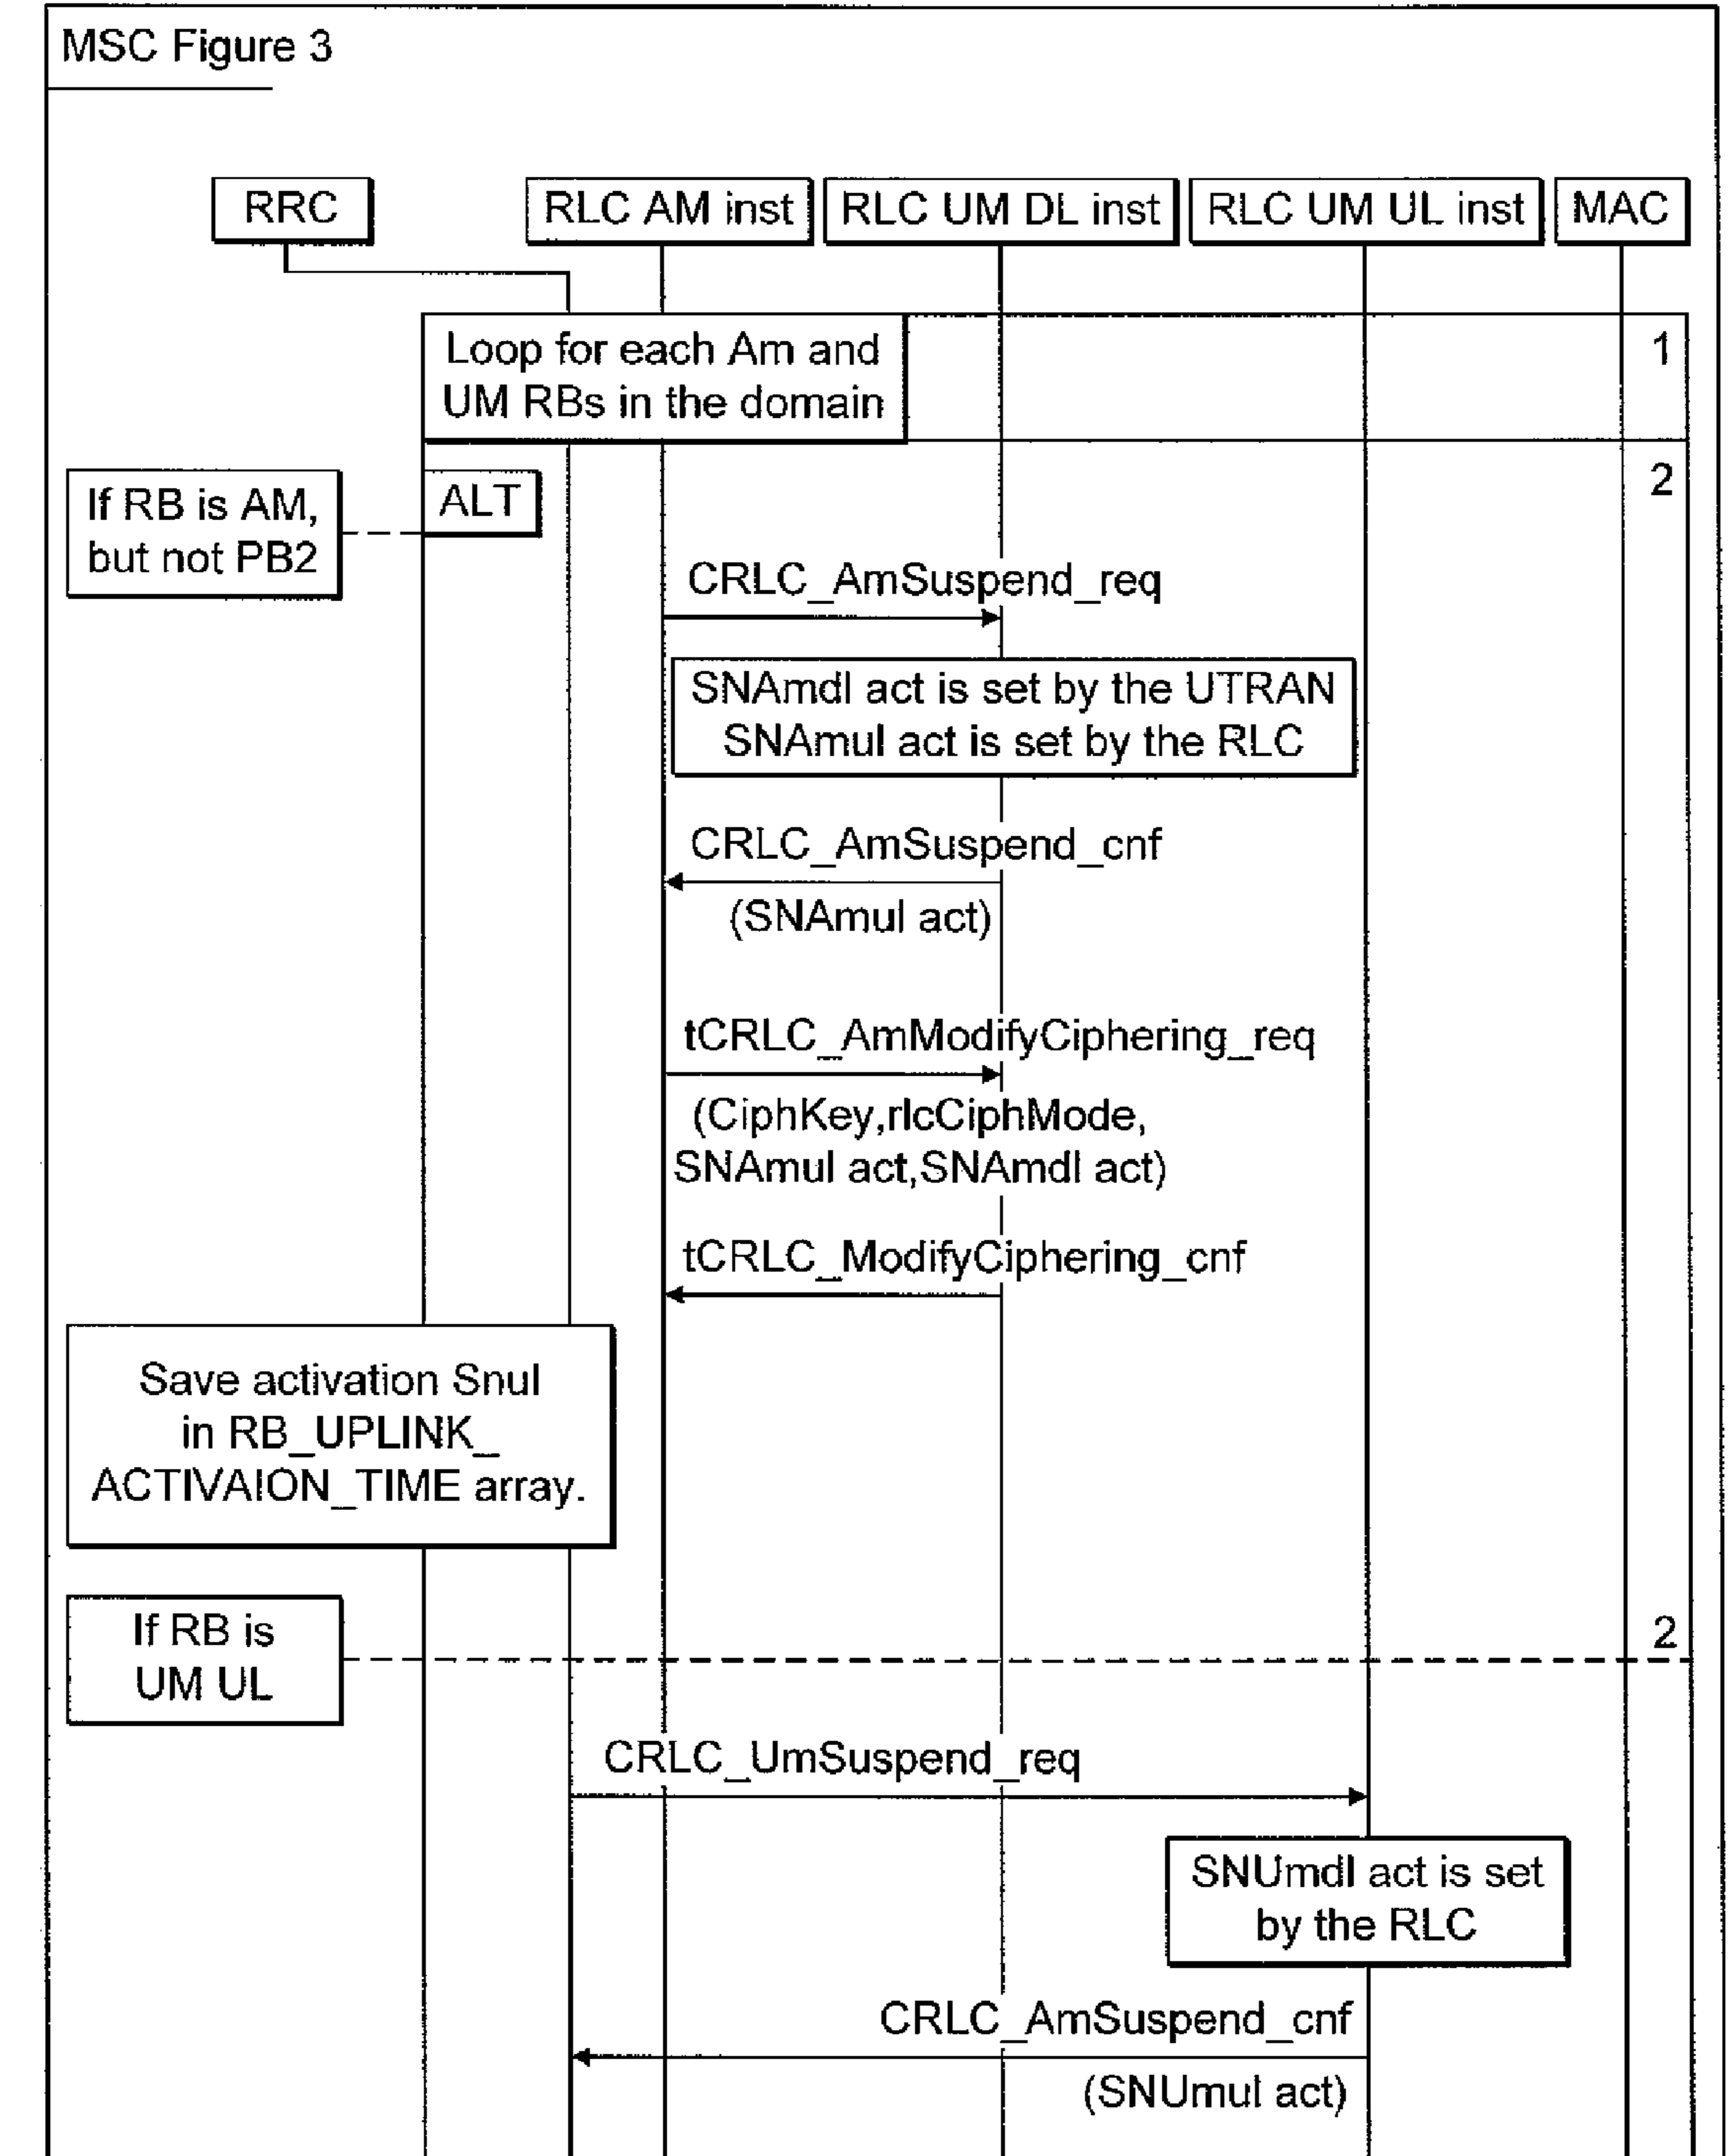 MSC Figure 3
RRC
RLC AM inst
RLC UM DL inst
RLC UM UL inst
MAC
Loop for each Am and
UM RBs in the domain
1
If RB is AM,
but not PB2
ALT
2
CRLC_AmSuspend_req
SNAmdl act is set by the UTRAN
SNAmul act is set by the RLC
CRLC_AmSuspend_cnf
(SNAmul act)
tCRLC_AmModifyCiphering_req
(CiphKey,rlcCiphMode,
SNAmul act,SNAmdl act)
tCRLC_ModifyCiphering_cnf
Save activation Snul
in RB_UPLINK_
ACTIVAION_TIME array.
If RB is
UM UL
2
CRLC_UmSuspend_req
SNUmdl act is set
by the RLC
CRLC_AmSuspend_cnf
(SNUmul act)